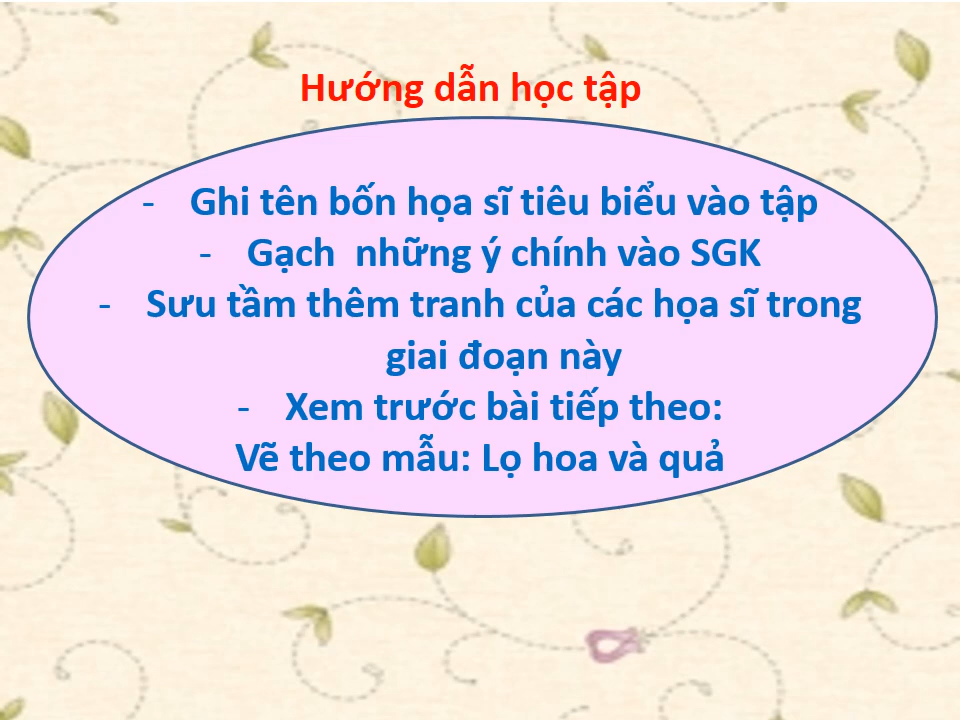 Hướng dẫn học tập
- Ghi tên bốn họa sĩ tiêu biểu vào tập
- Gạch những ý chính vào SGK
- Sưu tầm thêm tranh của các họa sĩ trong
giai đoạn này
- Xem trước bài tiếp theo:
Vẽ theo mẫu: Lọ hoa và quả